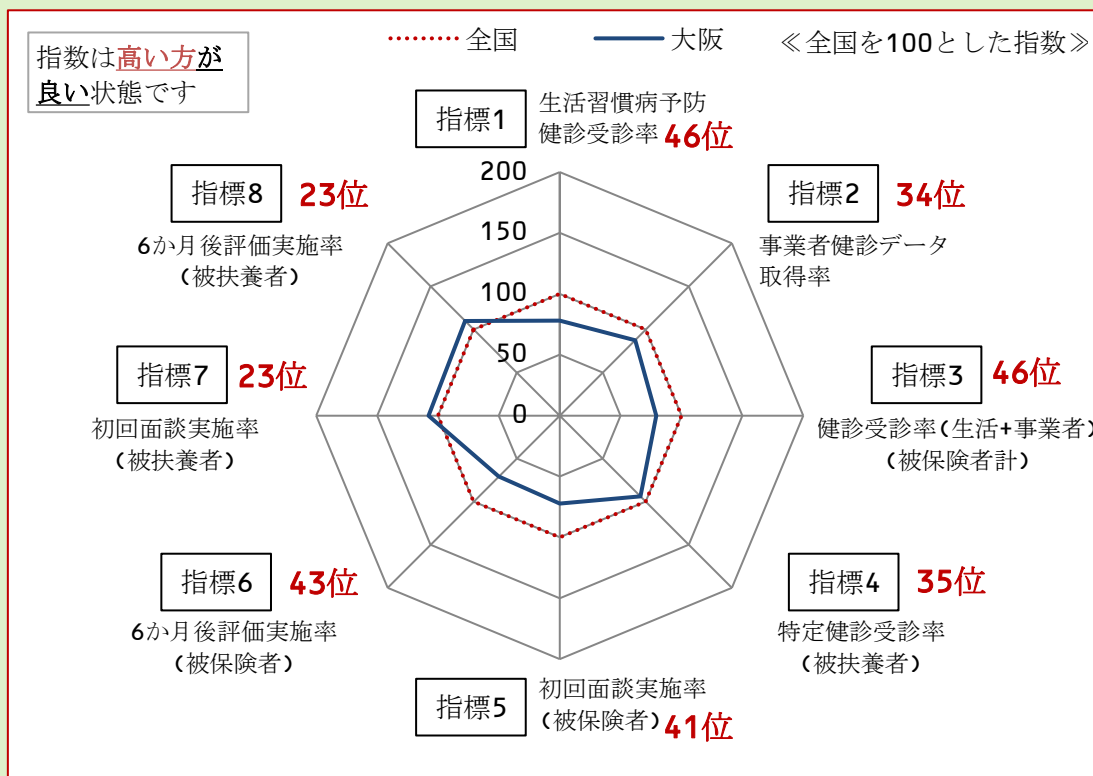 指数は高い方が
良い状態です
全国
大阪
≪全国を100とした指数≫
指標1
生活習慣病予防
健診受診率 46位
指標2
34位
事業者健診データ
取得率
指標3
46位
健診受診率(生活+事業者)
(被保険者計)
指標4
35位
特定健診受診率
(被扶養者)
指標5
初回面談実施率
(被保険者) 41位
指標6
43位
6か月後評価実施率
(被保険者)
指標7
23位
初回面談実施率
(被扶養者)
指標8
23位
6か月後評価実施率
(被扶養者)
200
150
100
50
0